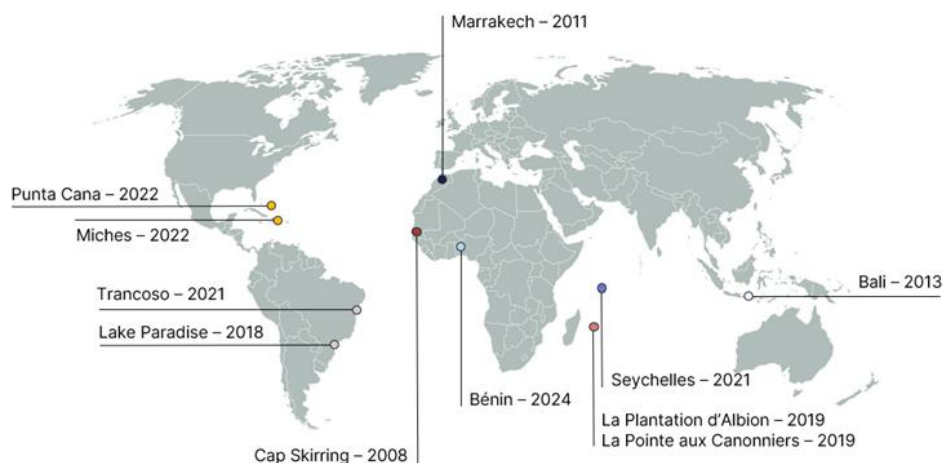 Marrakech – 2011
Punta Cana – 2022
Miches – 2022
Trancoso – 2021
Lake Paradise – 2018
Bali – 2013
Seychelles – 2021
Bénin – 2024
La Plantation d’Albion – 2019
La Pointe aux Canonniers – 2019
Cap Skirring – 2008